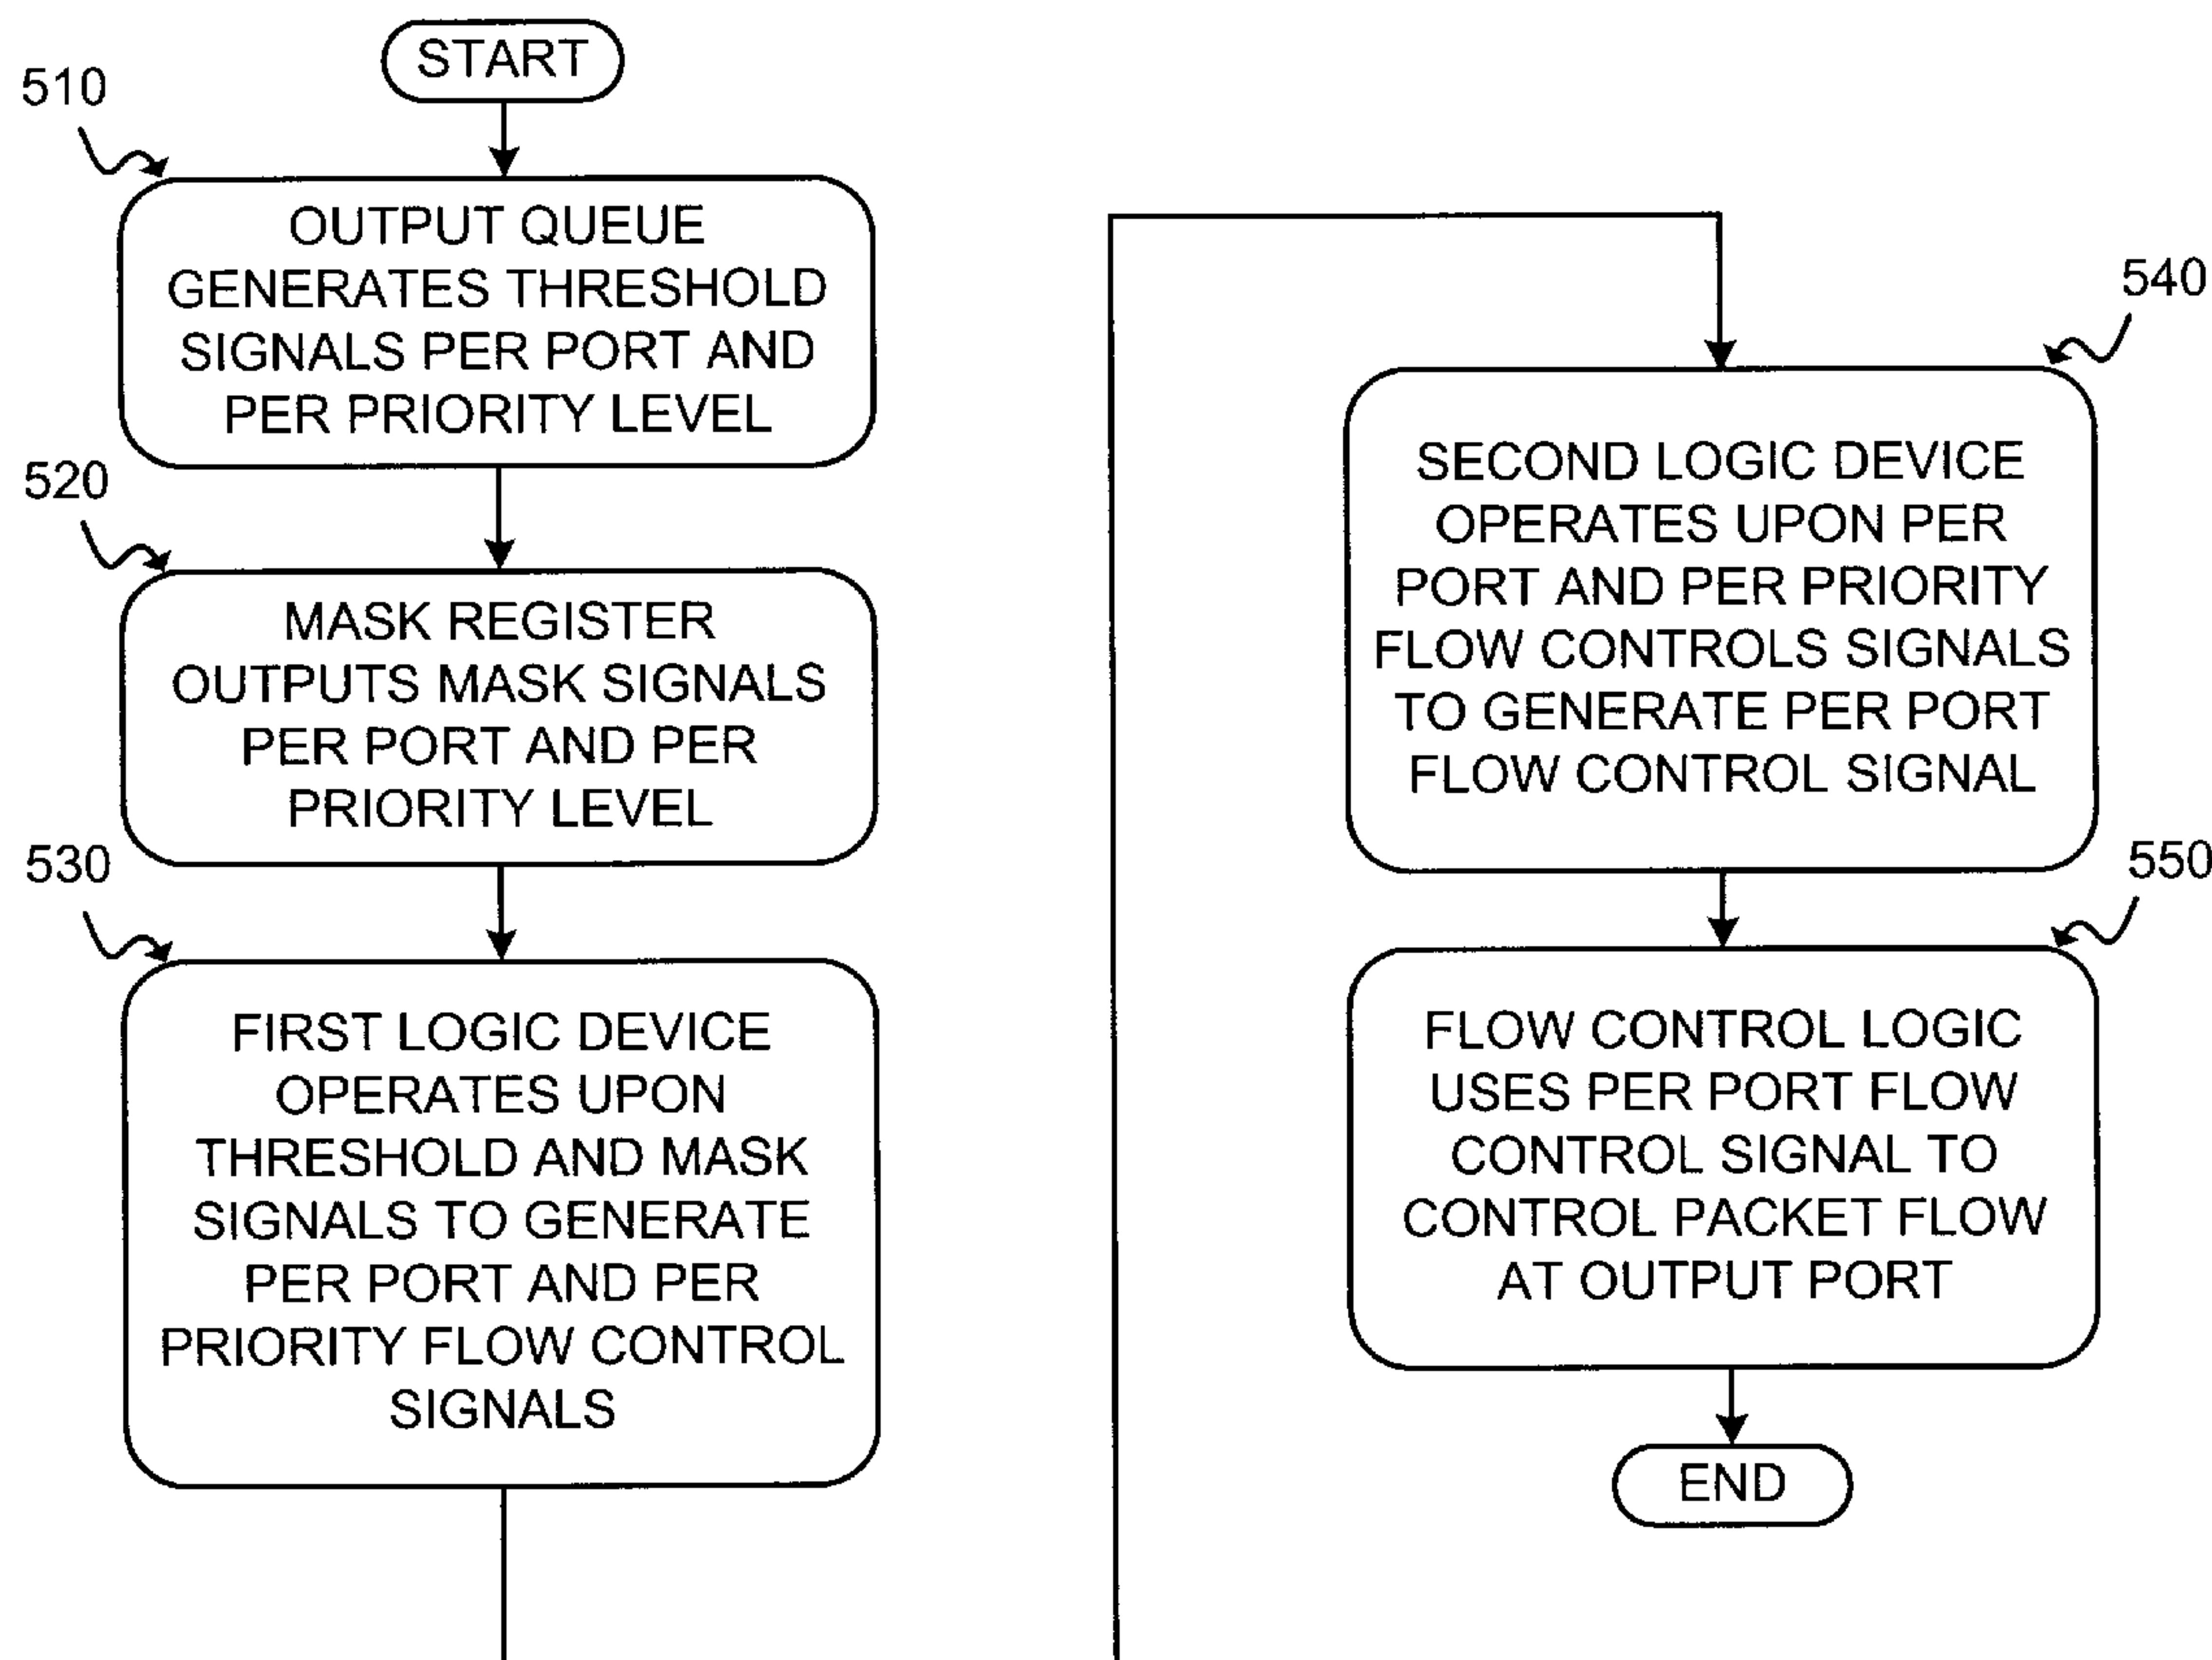 START
510
OUTPUT QUEUE
GENERATES THRESHOLD
SIGNALS PER PORT AND
PER PRIORITY LEVEL
520
MASK REGISTER
OUTPUTS MASK SIGNALS
PER PORT AND PER
PRIORITY LEVEL
530
FIRST LOGIC DEVICE
OPERATES UPON
THRESHOLD AND MASK
SIGNALS TO GENERATE
PER PORT AND PER
PRIORITY FLOW CONTROL
SIGNALS
540
SECOND LOGIC DEVICE
OPERATES UPON PER
PORT AND PER PRIORITY
FLOW CONTROLS SIGNALS
TO GENERATE PER PORT
FLOW CONTROL SIGNAL
550
FLOW CONTROL LOGIC
USES PER PORT FLOW
CONTROL SIGNAL TO
CONTROL PACKET FLOW
AT OUTPUT PORT
END